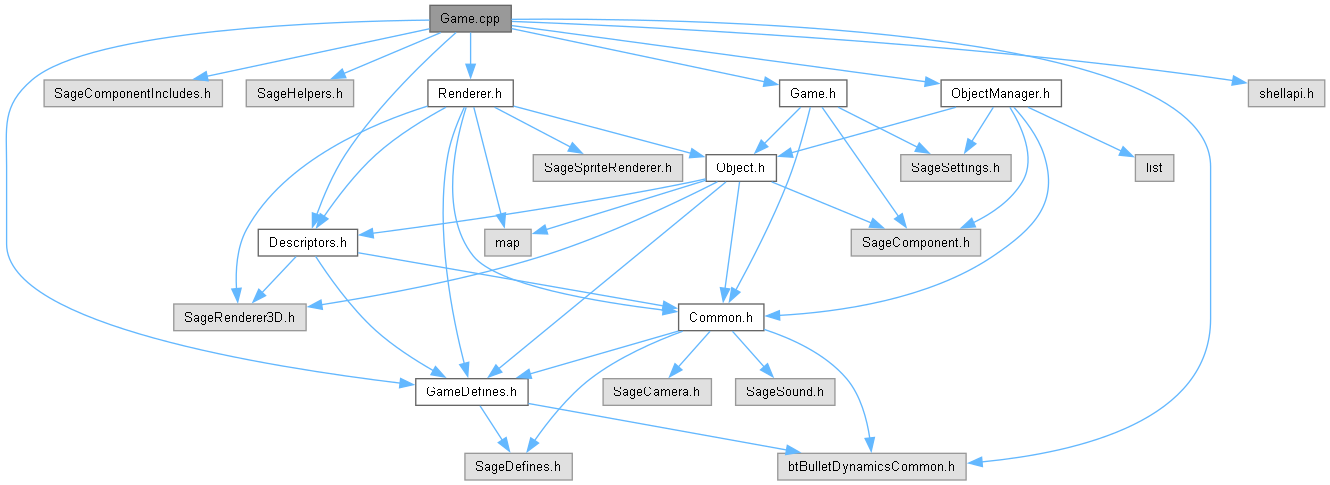 Game.cpp
SageComponentIncludes.h
SageHelpers.h
Renderer.h
Game.h
ObjectManager.h
shellapi.h
SageSpriteRenderer.h
Object.h
SageSettings.h
list
Descriptors.h
map
SageComponent.h
SageRenderer3D.h
Common.h
GameDefines.h
SageCamera.h
SageSound.h
SageDefines.h
btBulletDynamicsCommon.h